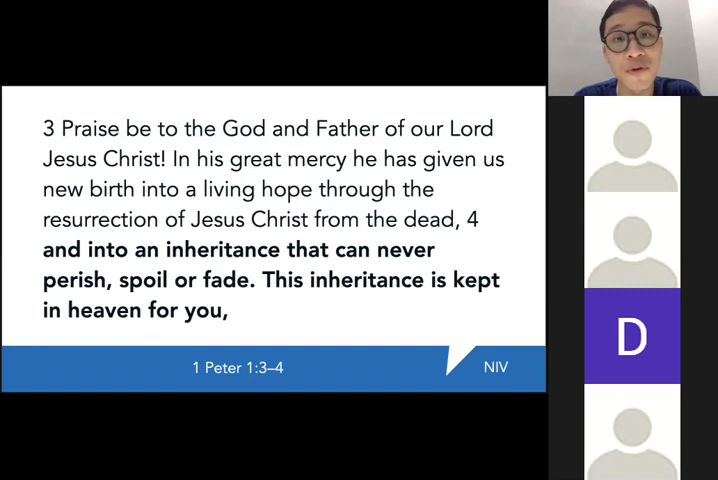 3 Praise be to the God and Father of our Lord
Jesus Christ! In his great mercy he has given us
new birth into a living hope through the
resurrection of Jesus Christ from the dead, 4
and into an inheritance that can never
perish, spoil or fade. This inheritance is kept
in heaven for you,
1 Peter 1:3–4
NIV
D